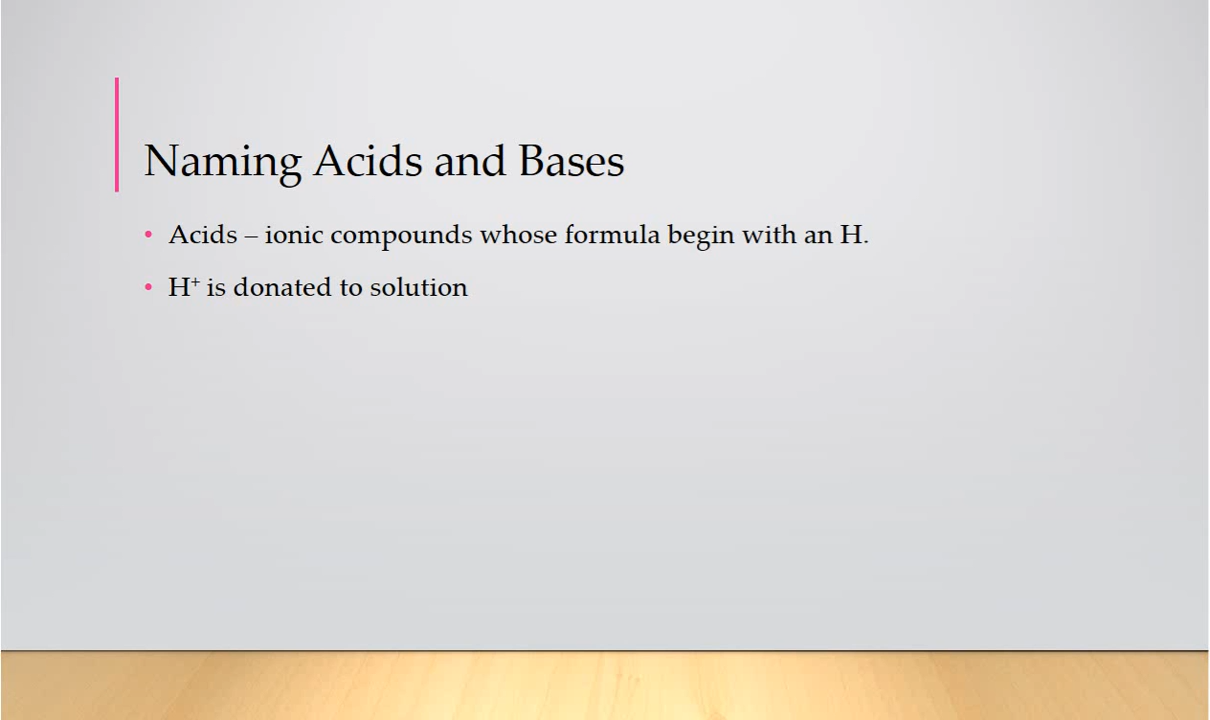 Naming Acids and Bases
• Acids – ionic compounds whose formula begin with an H.
• H⁺ is donated to solution